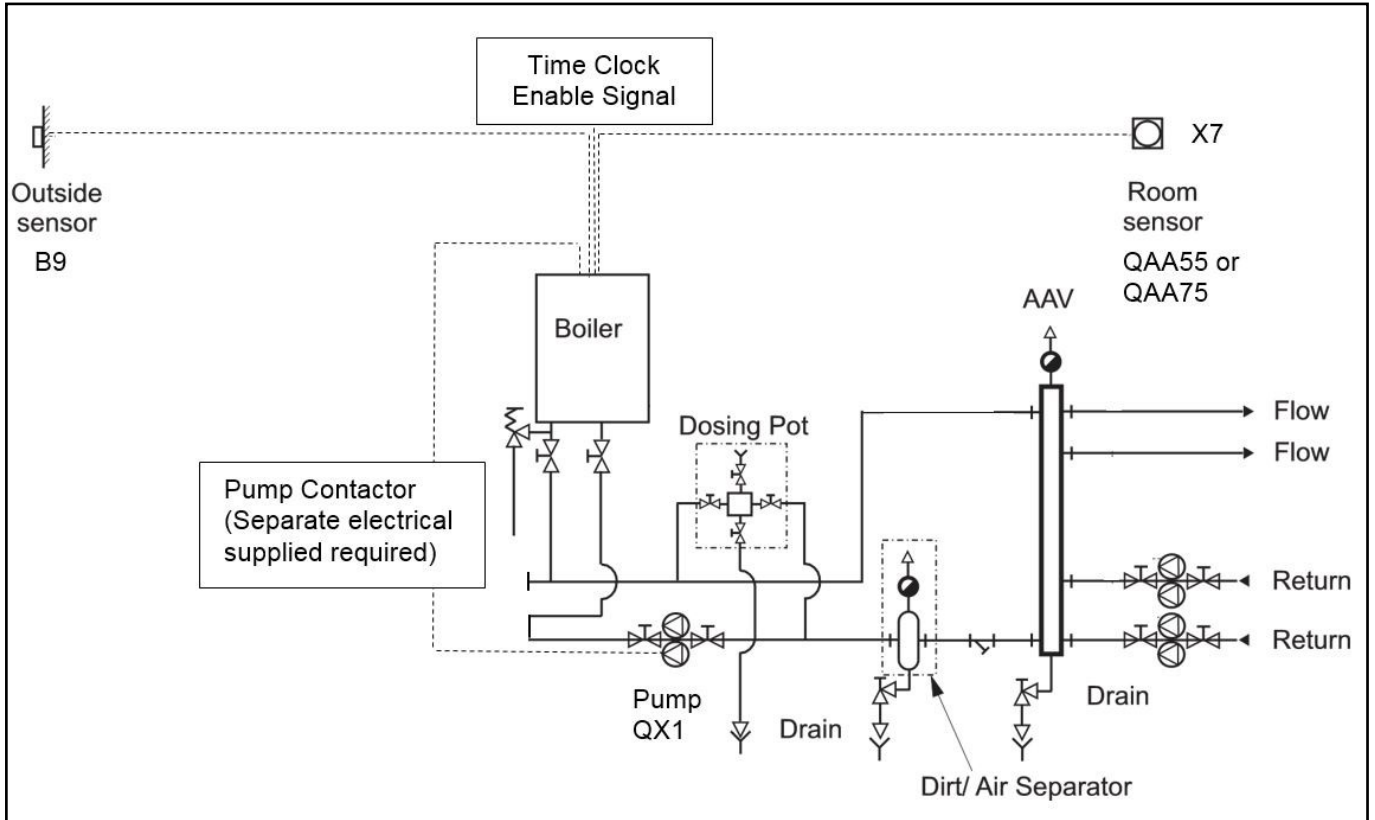 Time Clock
Enable Signal
X7
Outside
sensor
B9
Room
sensor
QAA55 or
QAA75
AAV
Boiler
Dosing Pot
Flow
Flow
Pump Contactor
(Separate electrical
supplied required)
Return
Return
Pump
QX1
Drain
Drain
Dirt/ Air Separator